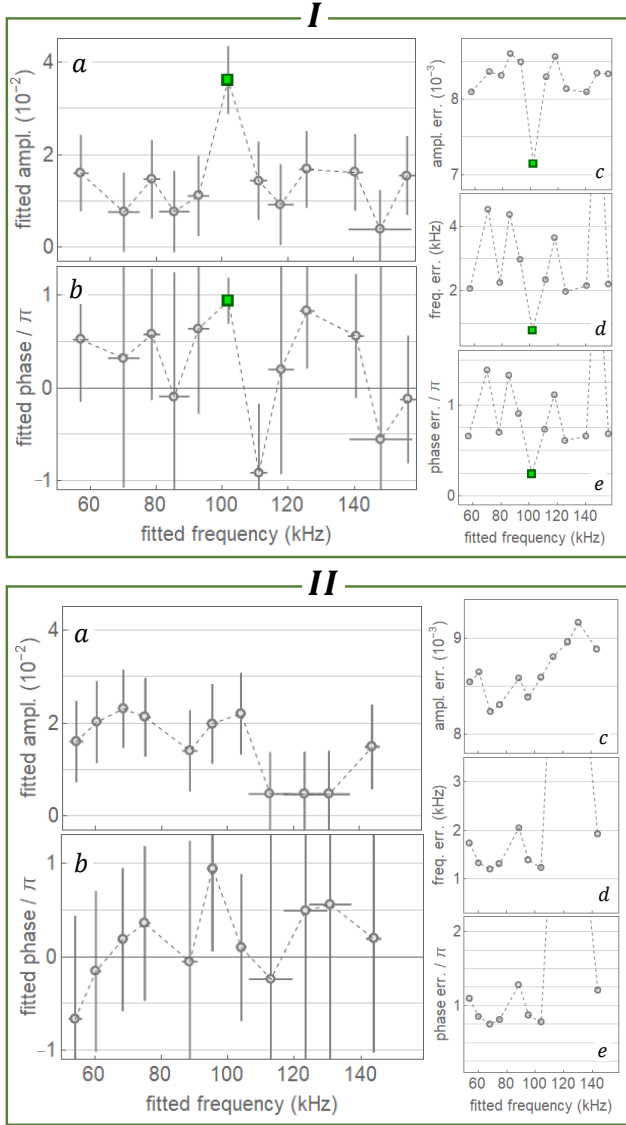 I
a
fitted ampl. (10⁻²)
4
2
0
b
fitted phase / π
1
0
−1
60 80 100 120 140
fitted frequency (kHz)
ampl. err. (10⁻³)
8
7
c
freq. err. (kHz)
4
2
d
phase err. / π
1
0
e
60 80 100 120 140
fitted frequency (kHz)
II
a
fitted ampl. (10⁻²)
4
2
0
b
fitted phase / π
1
0
−1
60 80 100 120 140
fitted frequency (kHz)
ampl. err. (10⁻³)
9
8
c
freq. err. (kHz)
3
2
1
d
phase err. / π
2
1
e
60 80 100 120 140
fitted frequency (kHz)